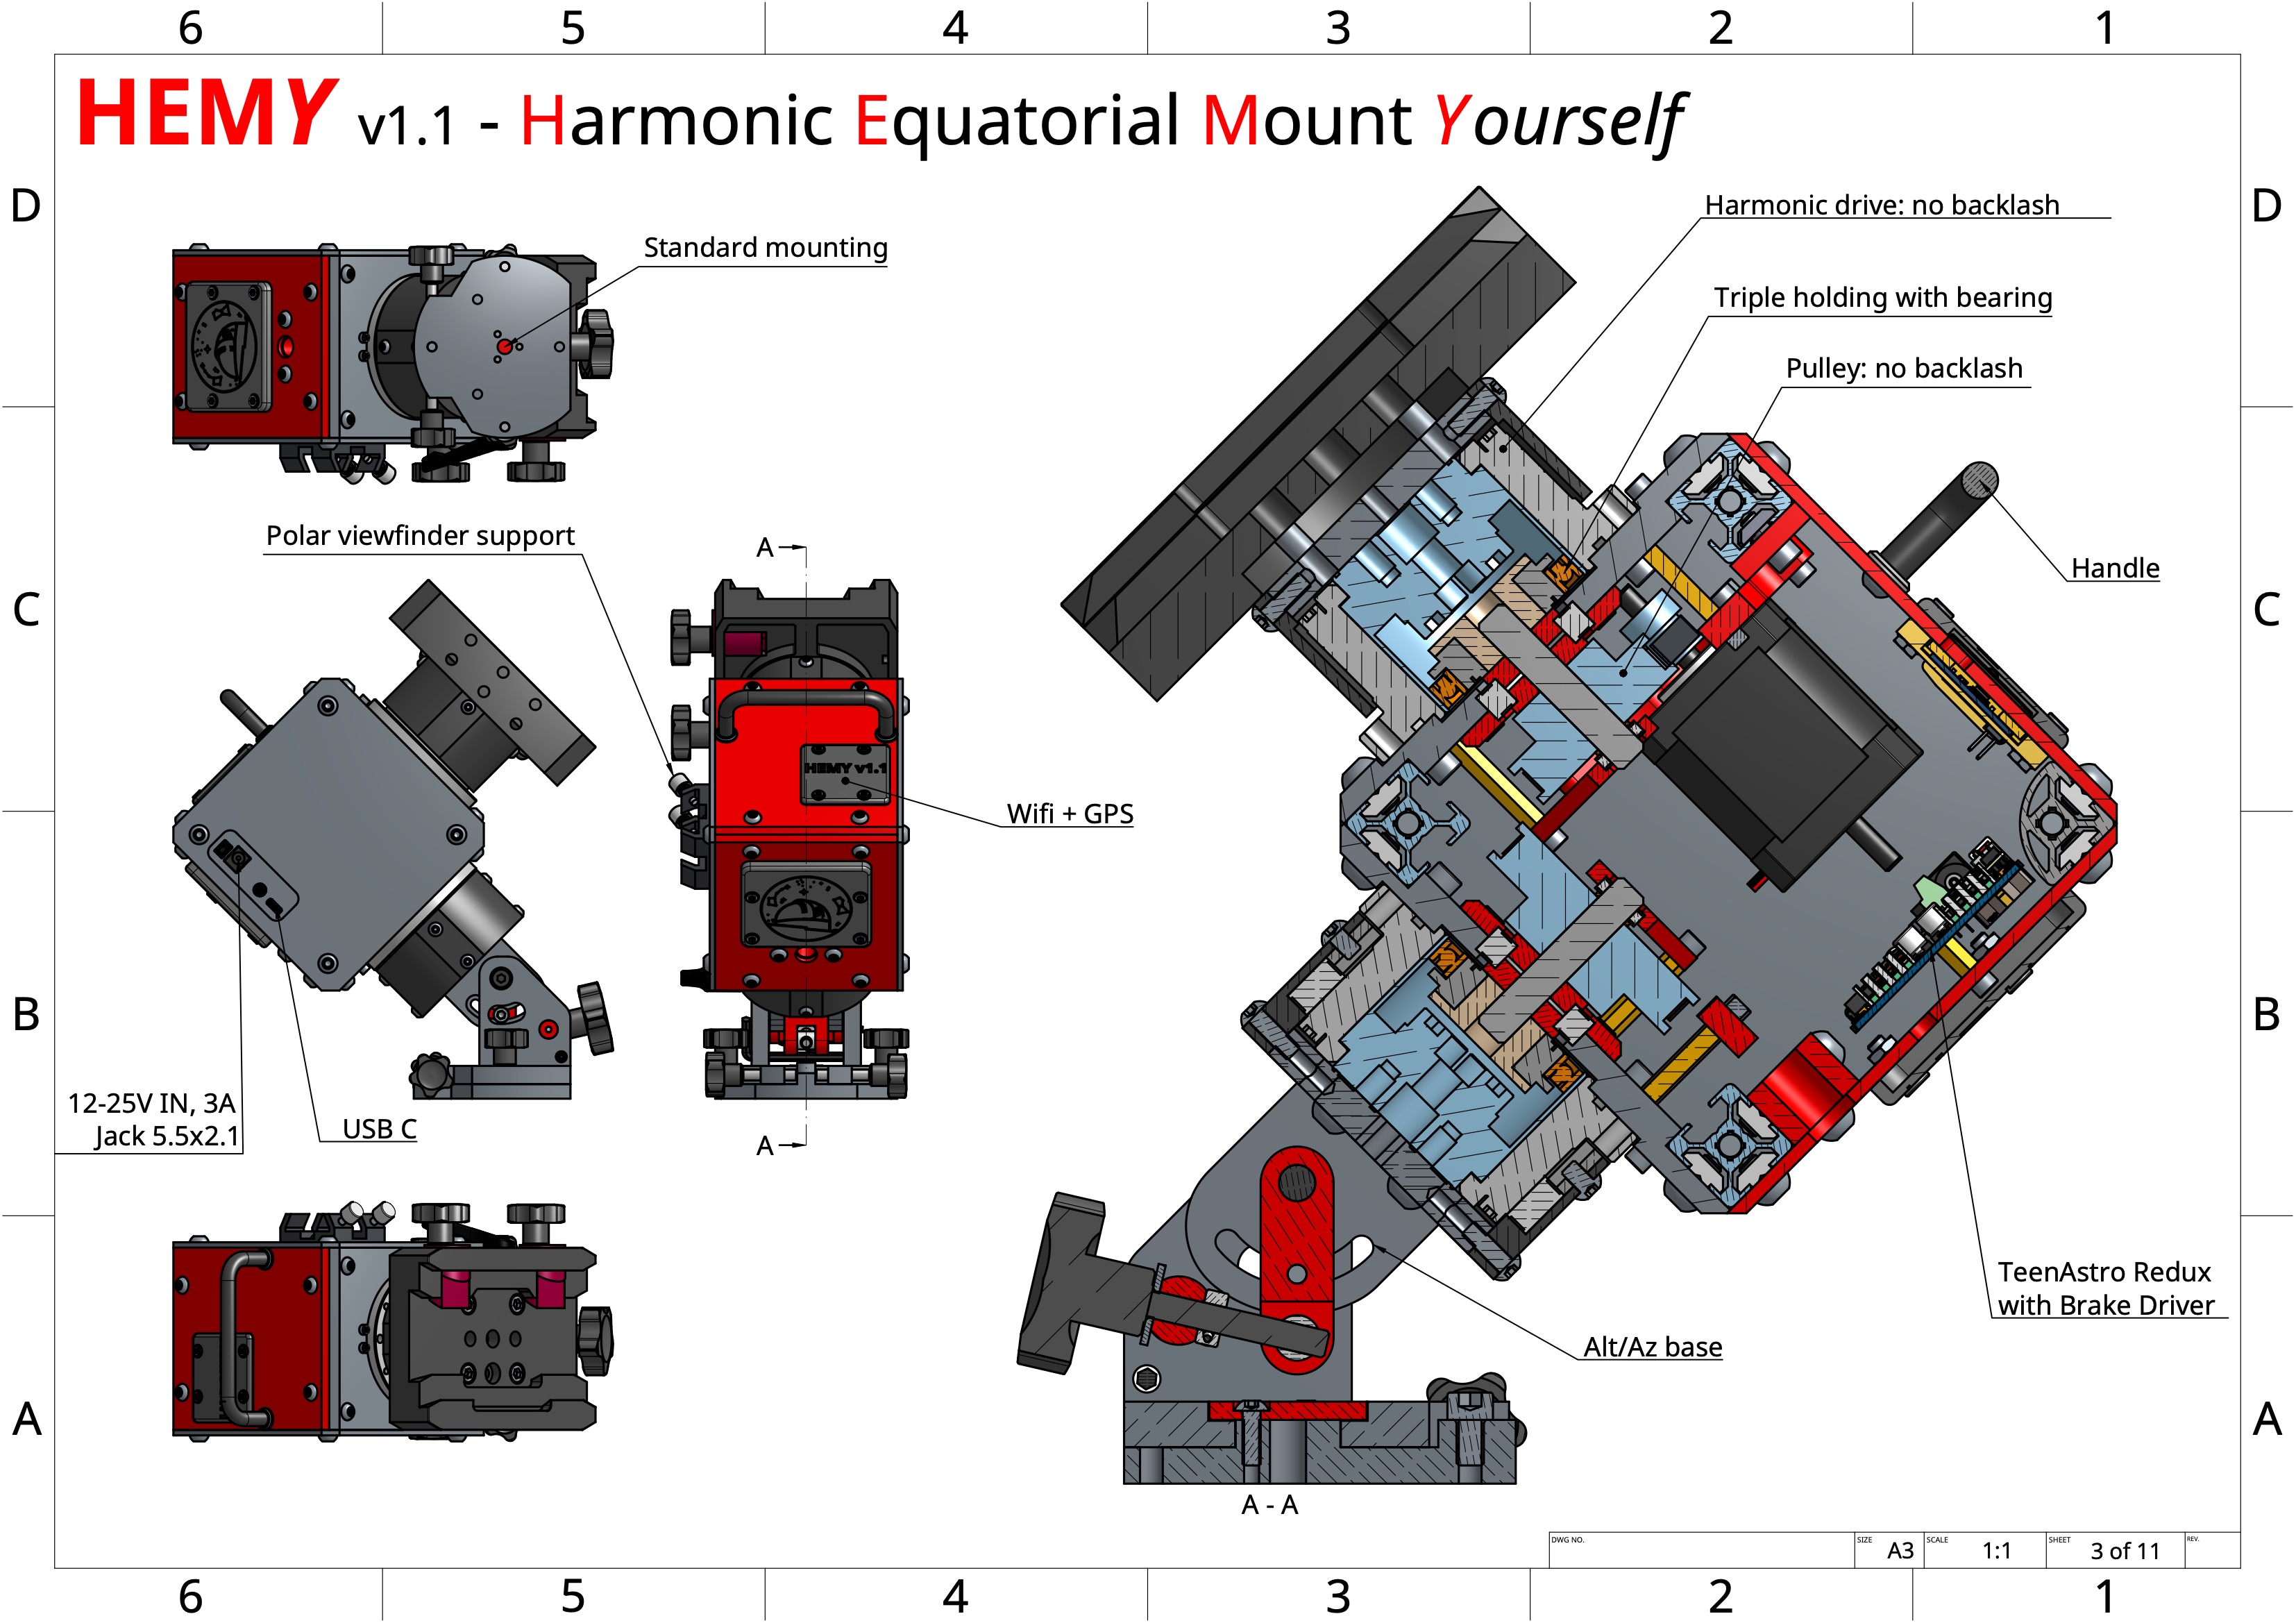 6 5 4 3 2 1
HEMY v1.1 - Harmonic Equatorial Mount Yourself
D D
Harmonic drive: no backlash
Standard mounting
Triple holding with bearing
Pulley: no backlash
Polar viewfinder support
A
Handle
C C
HEMY v1.1
Wifi + GPS
B B
12-25V IN, 3A
Jack 5.5x2.1
USB C
A
TeenAstro Redux
with Brake Driver
Alt/Az base
A A
A - A
DWG NO. SIZE A3 SCALE 1:1 SHEET 3 of 11 REV.
6 5 4 3 2 1